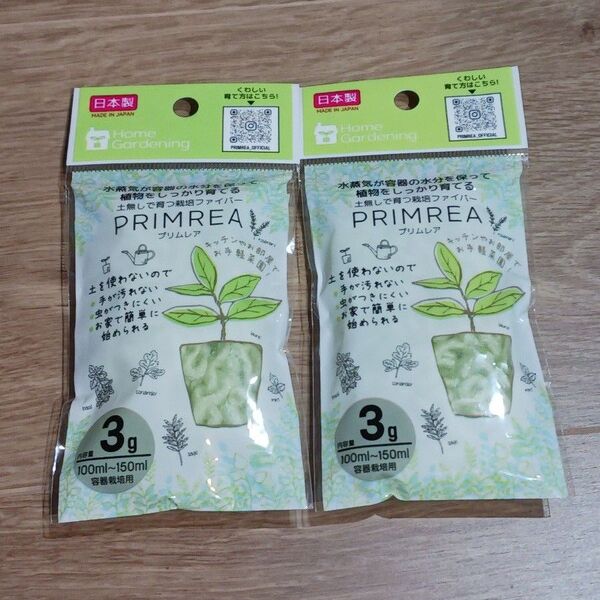 日本製
MADE IN JAPAN
くわしい
育て方はこちら!
PRIMREA_OFFICIAL
Home
Gardening
水蒸気が容器の水分を保って
植物をしっかり育てる
土無しで育つ栽培ファイバー
PRIMREA
プリムレア
キッチンやお部屋で
お手軽菜園
土を使わないので
手が汚れない
虫がつきにくい
お家で簡単に
始められる
coriander
basil
mint
sage
内容量 3g
100ml~150ml
容器栽培用
日本製
MADE IN JAPAN
くわしい
育て方はこちら!
PRIMREA_OFFICIAL
Home
Gardening
水蒸気が容器の水分を保って
植物をしっかり育てる
土無しで育つ栽培ファイバー
PRIMREA
プリムレア
キッチンやお部屋で
お手軽菜園
土を使わないので
手が汚れない
虫がつきにくい
お家で簡単に
始められる
coriander
basil
mint
sage
内容量 3g
100ml~150ml
容器栽培用